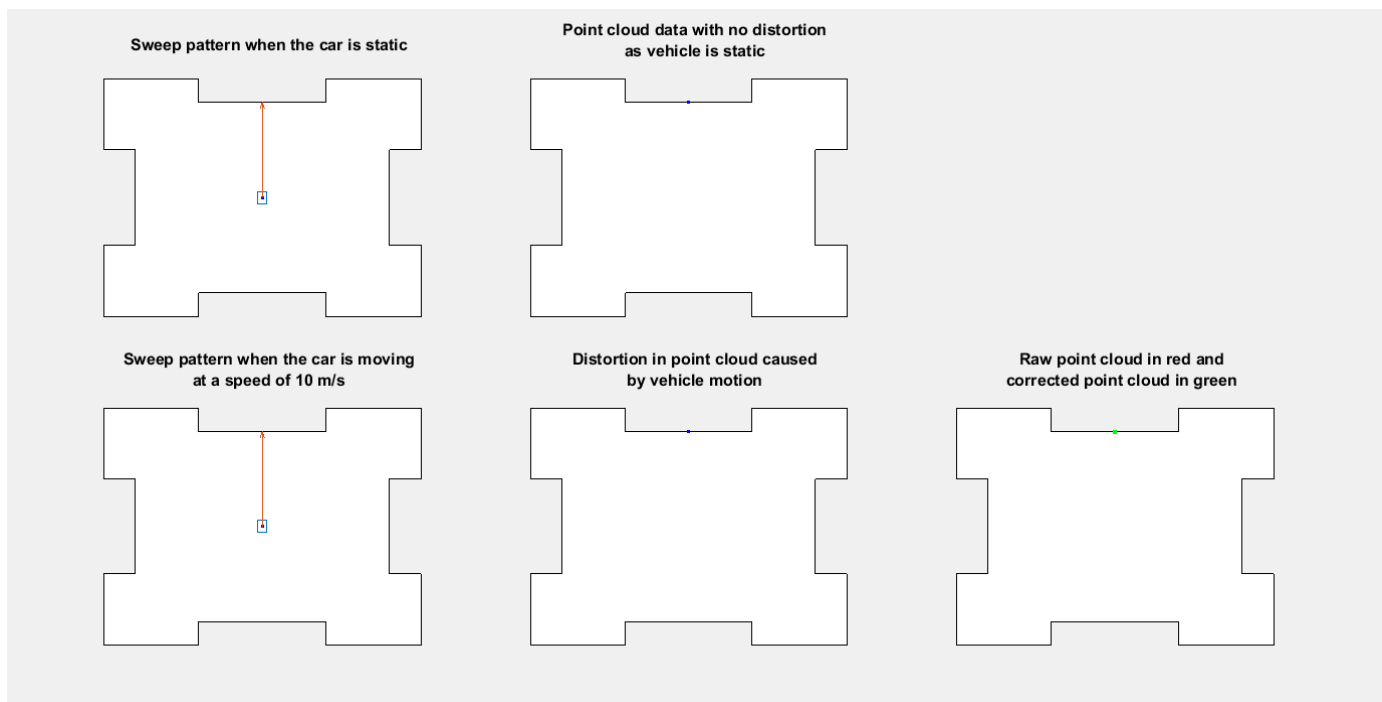 Sweep pattern when the car is static
Point cloud data with no distortion
as vehicle is static
Sweep pattern when the car is moving
at a speed of 10 m/s
Distortion in point cloud caused
by vehicle motion
Raw point cloud in red and
corrected point cloud in green